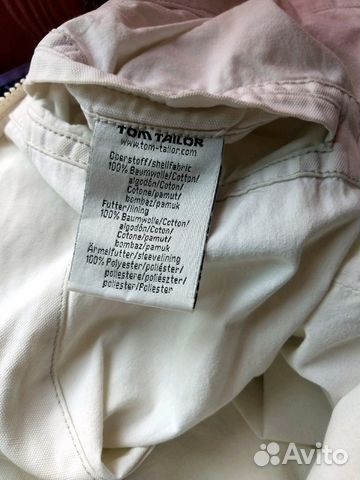 TOM TAILOR
www.tom-tailor.com
Oberstoff/shellfabric
100% Baumwolle/Cotton/
algodón/Coton/
Cotone/pamut/
bombaz/pamuk
Futter/lining
100% Baumwolle/Cotton/
algodón/Coton/
Cotone/pamut/
bombaz/pamuk
Ärmelfutter/sleevelining
100% Polyester/poliéster/
poliestere/poliészter/
poliester/Polyester
Avito